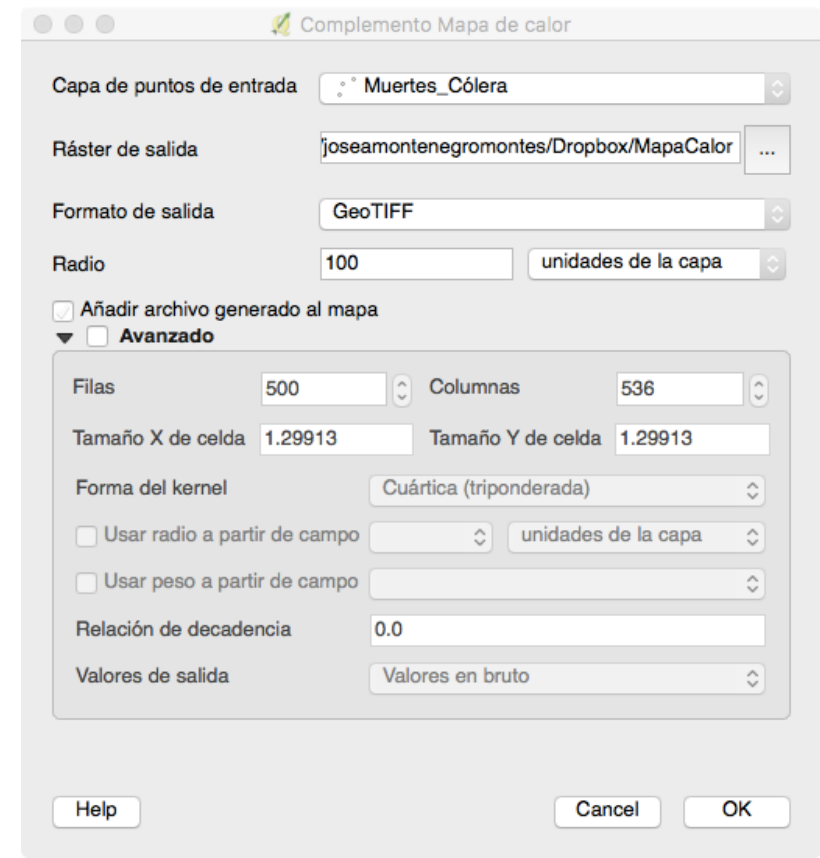 Complemento Mapa de calor
Capa de puntos de entrada Muertes_Cólera
Ráster de salida /joseamontenegromontes/Dropbox/MapaCalor ...
Formato de salida GeoTIFF
Radio 100 unidades de la capa
Añadir archivo generado al mapa
Avanzado
Filas 500 Columnas 536
Tamaño X de celda 1.29913 Tamaño Y de celda 1.29913
Forma del kernel Cuártica (triponderada)
Usar radio a partir de campo unidades de la capa
Usar peso a partir de campo
Relación de decadencia 0.0
Valores de salida Valores en bruto
Help Cancel OK